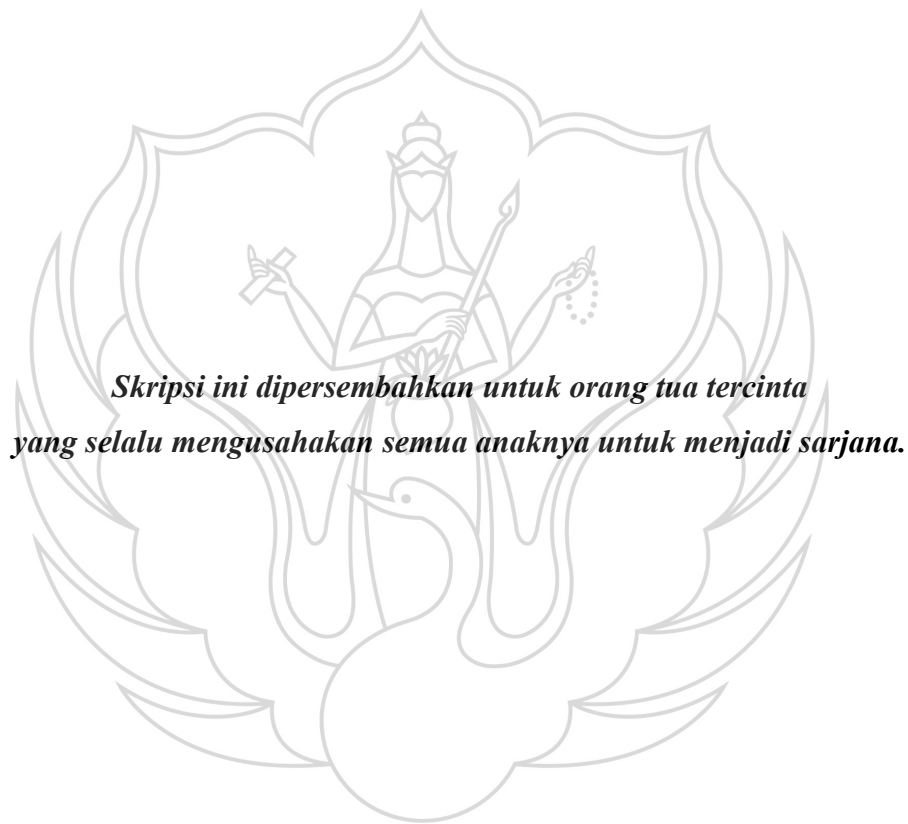 Skripsi ini dipersembahkan untuk orang tua tercinta
yang selalu mengusahakan semua anaknya untuk menjadi sarjana.